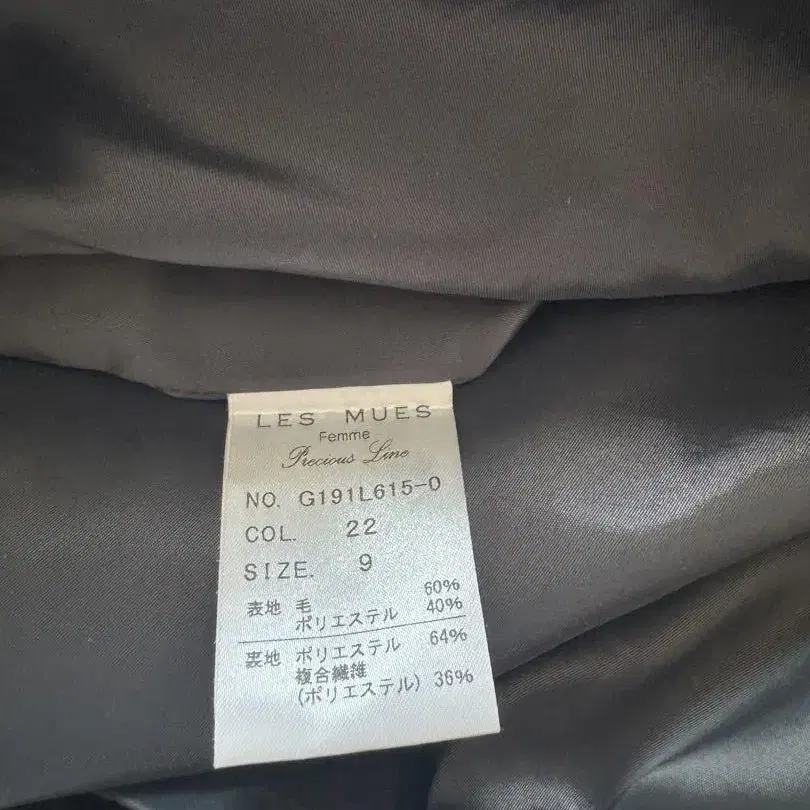 LES MUES
Femme
Precious Line
NO. G191L615-0
COL. 22
SIZE. 9
表地 毛 60%
ポリエステル 40%
裏地 ポリエステル 64%
複合繊維
(ポリエステル) 36%